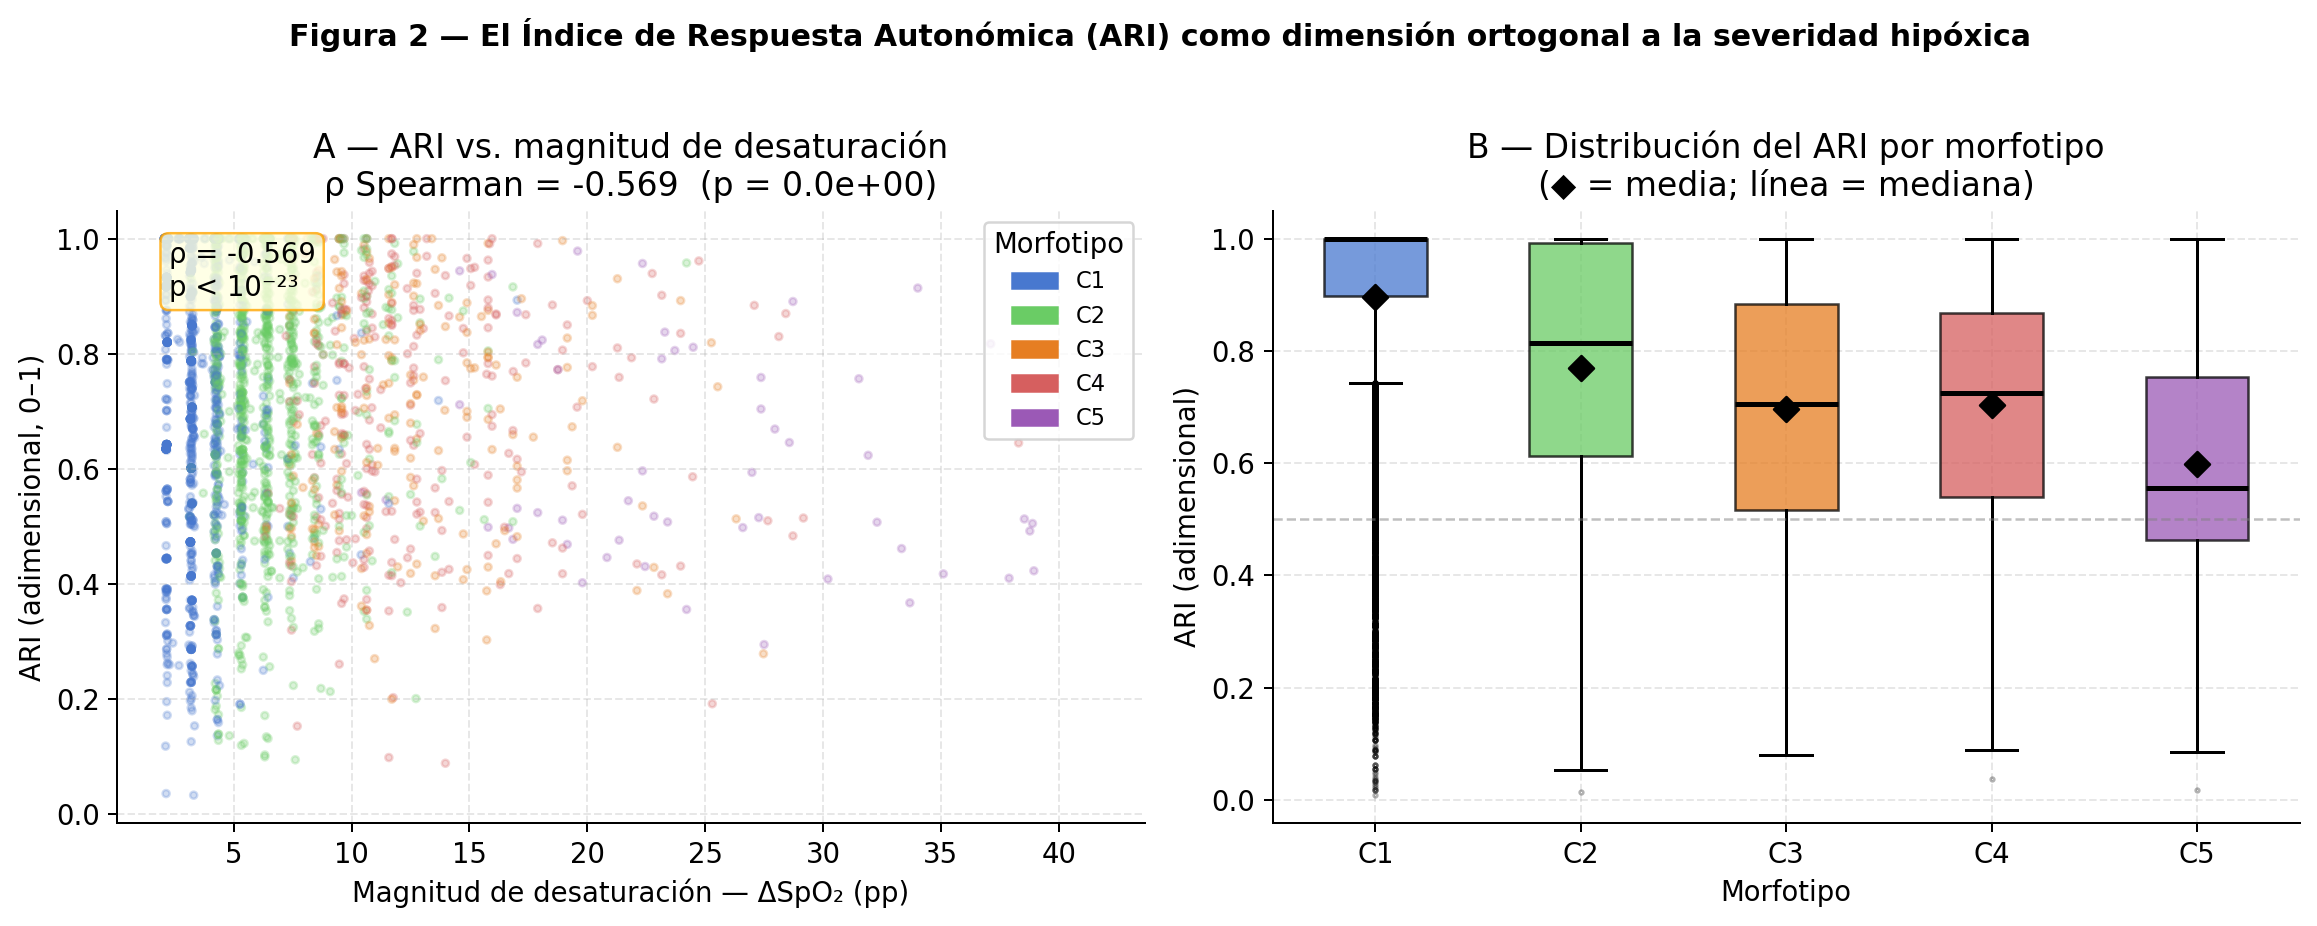 Figura 2 — El Índice de Respuesta Autonómica (ARI) como dimensión ortogonal a la severidad hipóxica
A — ARI vs. magnitud de desaturación
ρ Spearman = -0.569  (p = 0.0e+00)
ρ = -0.569
p < 10⁻²³
Morfotipo
C1
C2
C3
C4
C5
ARI (adimensional, 0–1)
1.0
0.8
0.6
0.4
0.2
0.0
5 10 15 20 25 30 35 40
Magnitud de desaturación — ΔSpO₂ (pp)
B — Distribución del ARI por morfotipo
(◆ = media; línea = mediana)
ARI (adimensional)
1.0
0.8
0.6
0.4
0.2
0.0
C1 C2 C3 C4 C5
Morfotipo